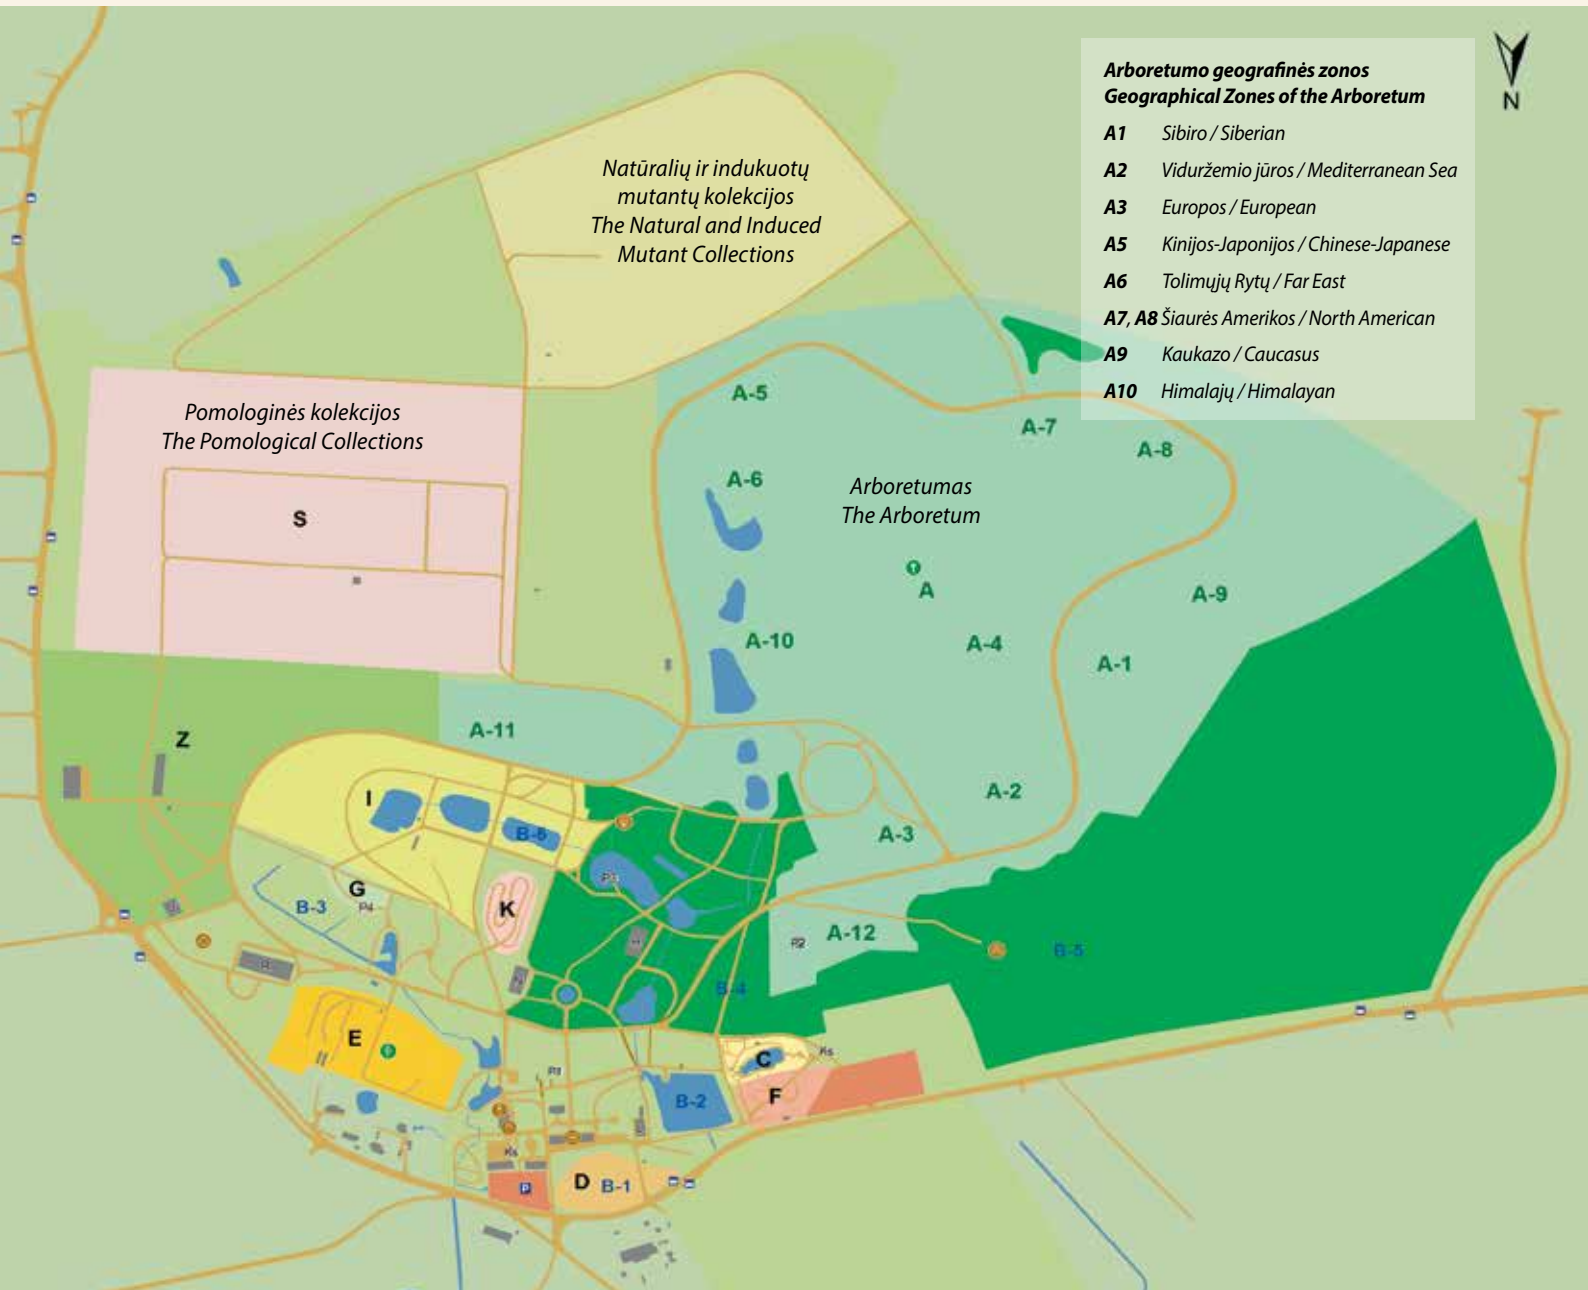 Arboretumo geografinės zonos
Geographical Zones of the Arboretum
A1 Sibiro / Siberian
A2 Viduržemio jūros / Mediterranean Sea
A3 Europos / European
A5 Kinijos-Japonijos / Chinese-Japanese
A6 Tolimųjų Rytų / Far East
A7, A8 Šiaurės Amerikos / North American
A9 Kaukazo / Caucasus
A10 Himalajų / Himalayan
N
Natūralių ir indukuotų
mutantų kolekcijos
The Natural and Induced
Mutant Collections
Pomologinės kolekcijos
The Pomological Collections
S
A-5
A-7
A-8
A-6
Arboretumas
The Arboretum
A
A-9
A-10
A-4
A-1
A-11
Z
A-2
I
B-6
A-3
P3
G
P4
B-3
K
A-12
P2
B-5
B-4
E
C
Ks
P1
F
B-2
Ks
D
B-1
P